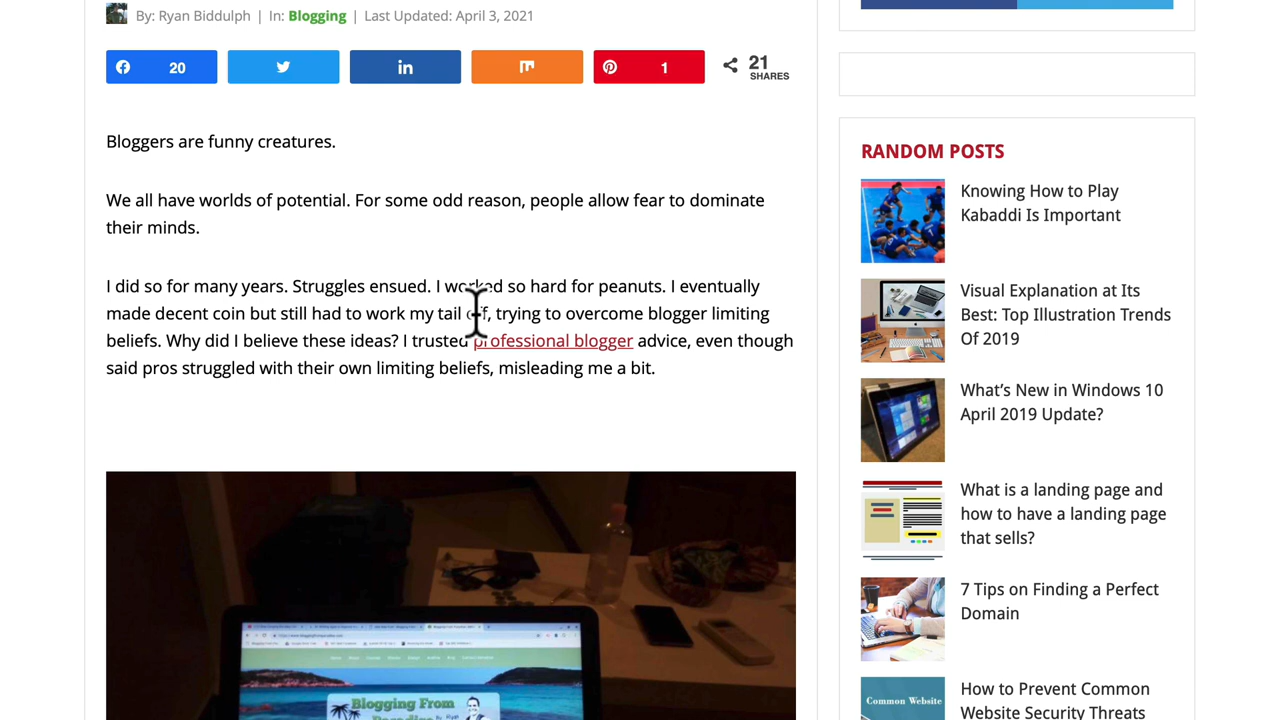 By: Ryan Biddulph | In: Blogging | Last Updated: April 3, 2021
20
1
21
SHARES
Bloggers are funny creatures.
We all have worlds of potential. For some odd reason, people allow fear to dominate
their minds.
I did so for many years. Struggles ensued. I worked so hard for peanuts. I eventually
made decent coin but still had to work my tail off, trying to overcome blogger limiting
beliefs. Why did I believe these ideas? I trusted professional blogger advice, even though
said pros struggled with their own limiting beliefs, misleading me a bit.
Blogging From
Paradise
RANDOM POSTS
Knowing How to Play
Kabaddi Is Important
Visual Explanation at Its
Best: Top Illustration Trends
Of 2019
What's New in Windows 10
April 2019 Update?
What is a landing page and
how to have a landing page
that sells?
7 Tips on Finding a Perfect
Domain
Common Website
How to Prevent Common
Website Security Threats